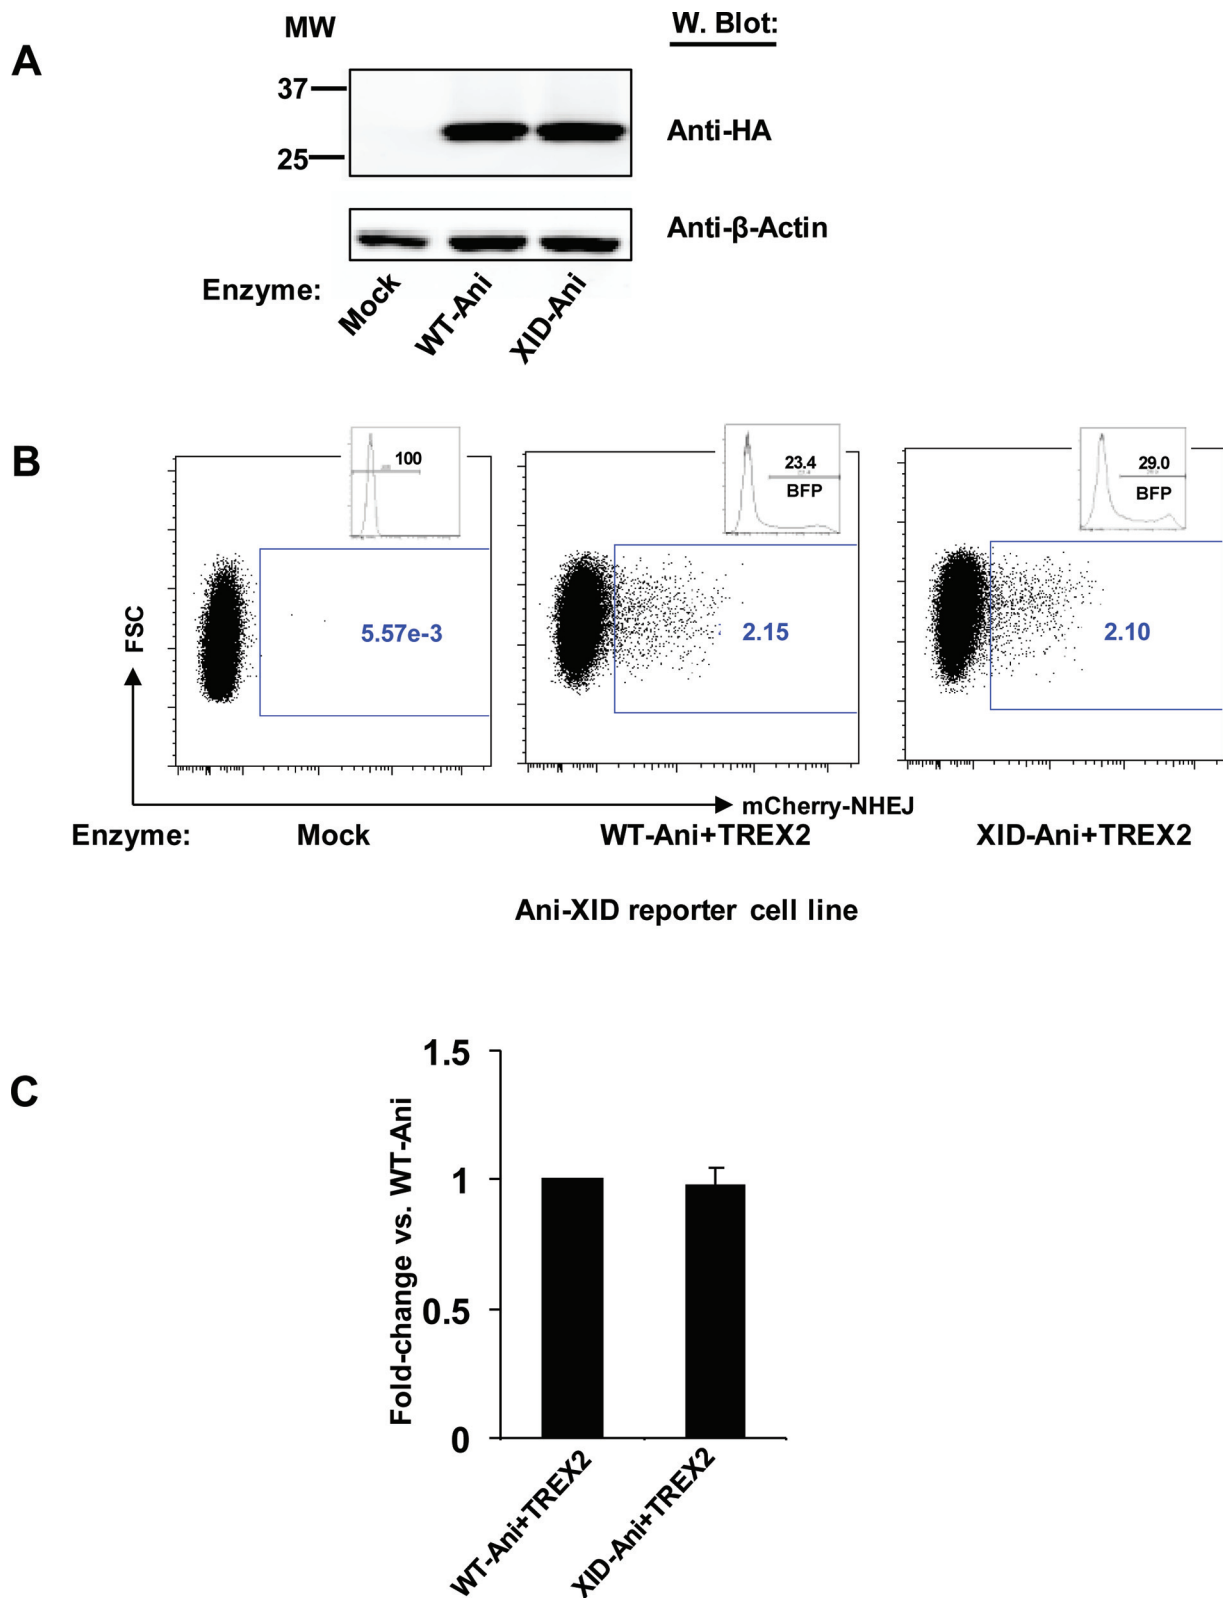 A
MW
W. Blot:
37
25
Anti-HA
Anti-β-Actin
Enzyme:
Mock
WT-Ani
XID-Ani
B
100
23.4
BFP
29.0
BFP
FSC
5.57e-3
2.15
2.10
mCherry-NHEJ
Enzyme:
Mock
WT-Ani+TREX2
XID-Ani+TREX2
Ani-XID reporter cell line
C
Fold-change vs. WT-Ani
1.5
1
0.5
0
WT-Ani+TREX2
XID-Ani+TREX2